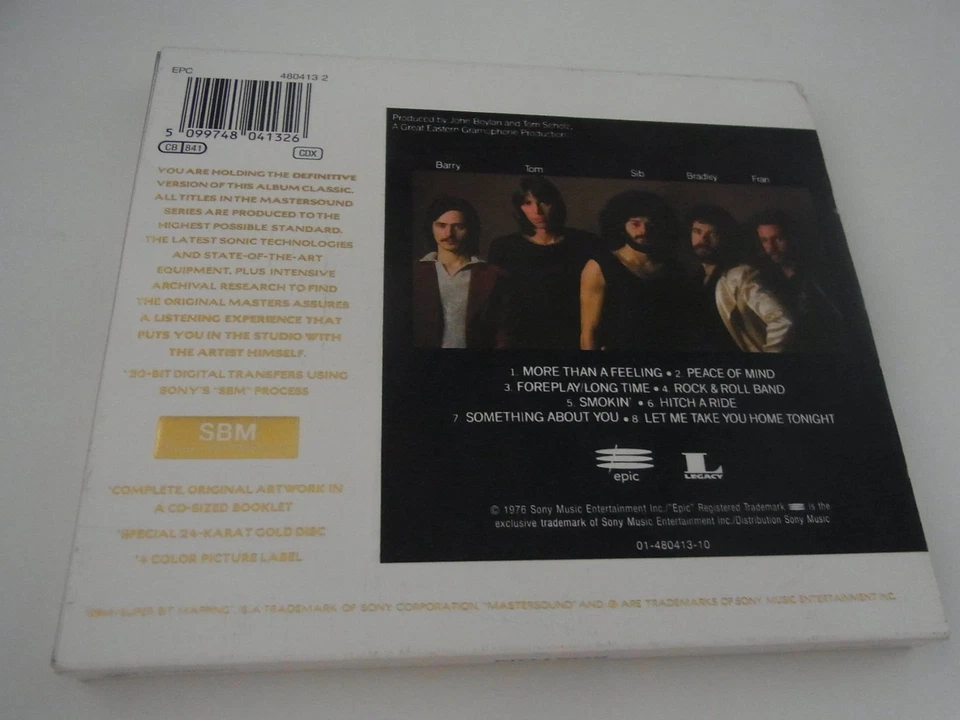 EPC 480413 2
5 099748 041326
CB 841 CDX
YOU ARE HOLDING THE DEFINITIVE
VERSION OF THIS ALBUM CLASSIC.
ALL TITLES IN THE MASTERSOUND
SERIES ARE PRODUCED TO THE
HIGHEST POSSIBLE STANDARD.
THE LATEST SONIC TECHNOLOGIES
AND STATE-OF-THE-ART
EQUIPMENT, PLUS INTENSIVE
ARCHIVAL RESEARCH TO FIND
THE ORIGINAL MASTERS ASSURES
A LISTENING EXPERIENCE THAT
PUTS YOU IN THE STUDIO WITH
THE ARTIST HIMSELF.
*20-BIT DIGITAL TRANSFERS USING
SONY'S "SBM" PROCESS
SBM
*COMPLETE, ORIGINAL ARTWORK IN
A CD-SIZED BOOKLET
*SPECIAL 24-KARAT GOLD DISC
*4 COLOR PICTURE LABEL
Produced by John Boylan and Tom Scholz,
A Great Eastern Gramophone Production
Barry Tom Sib Bradley Fran
1. MORE THAN A FEELING • 2. PEACE OF MIND
3. FOREPLAY/LONG TIME • 4. ROCK & ROLL BAND
5. SMOKIN' • 6. HITCH A RIDE
7 SOMETHING ABOUT YOU • 8 LET ME TAKE YOU HOME TONIGHT
epic
L
LEGACY
© 1976 Sony Music Entertainment Inc./"Epic" Registered Trademark is the
exclusive trademark of Sony Music Entertainment Inc./Distribution Sony Music
01-480413-10
"SBM-SUPER BIT MAPPING" IS A TRADEMARK OF SONY CORPORATION. "MASTERSOUND" AND ARE TRADEMARKS OF SONY MUSIC ENTERTAINMENT INC.